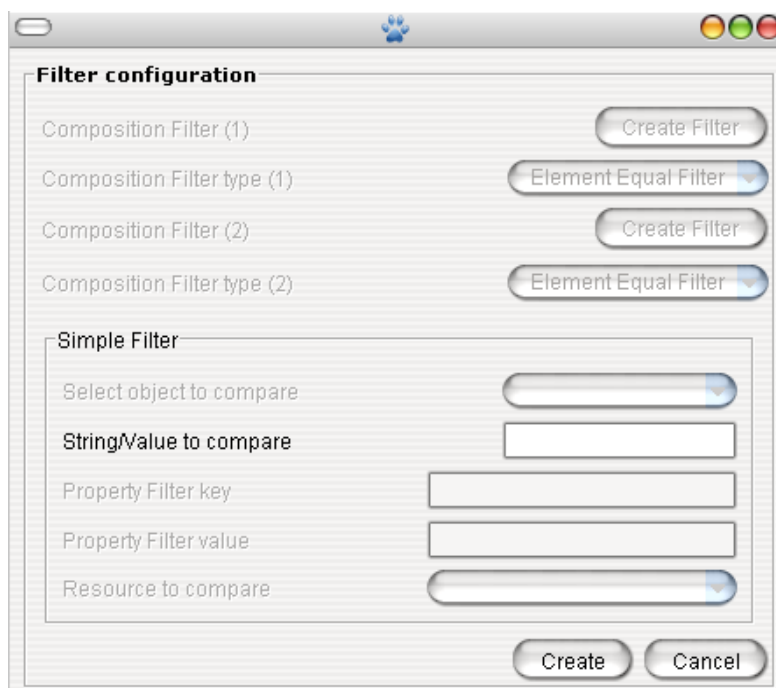 Filter configuration
Composition Filter (1) Create Filter
Composition Filter type (1) Element Equal Filter
Composition Filter (2) Create Filter
Composition Filter type (2) Element Equal Filter
Simple Filter
Select object to compare
String/Value to compare
Property Filter key
Property Filter value
Resource to compare
Create Cancel